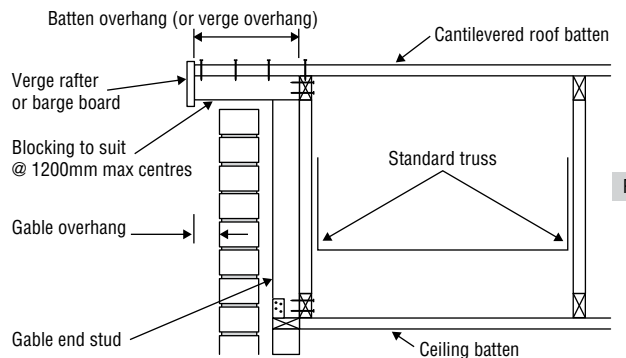 Batten overhang (or verge overhang)
Cantilevered roof batten
Verge rafter
or barge board
Blocking to suit
@ 1200mm max centres
Standard truss
Gable overhang
Gable end stud
Ceiling batten